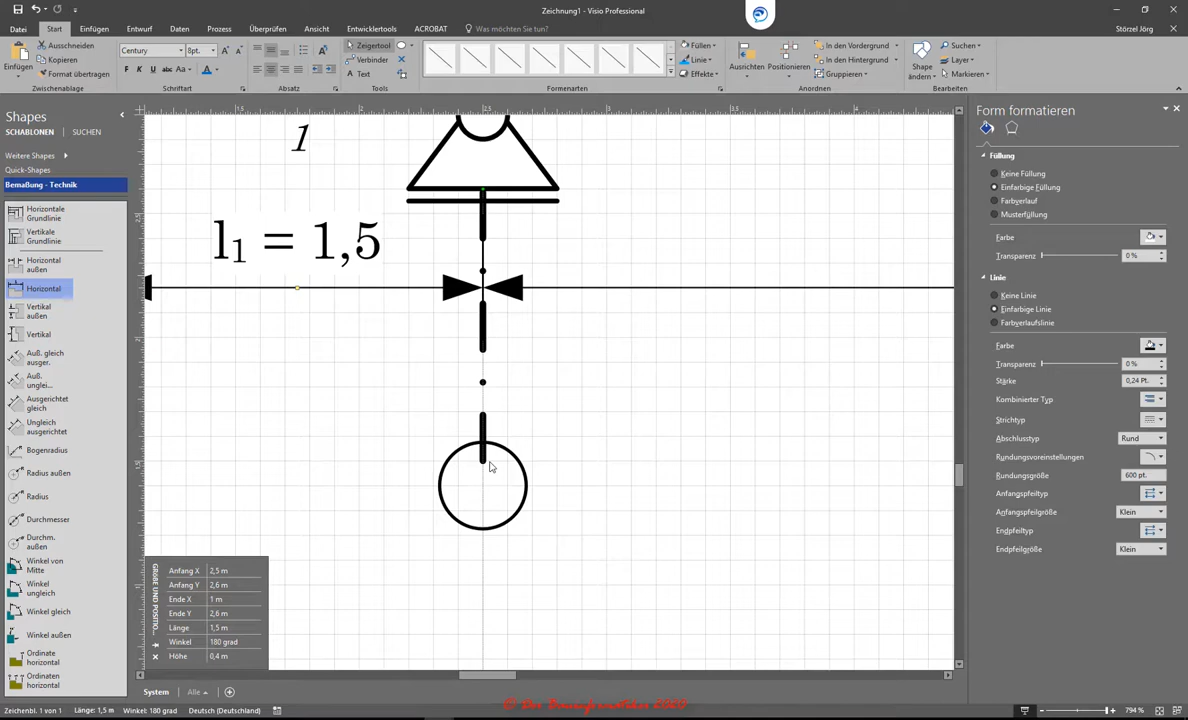 Zeichnung1 - Visio Professional
Störzel Jörg
Datei Start Einfügen Entwurf Daten Prozess Überprüfen Ansicht Entwicklertools ACROBAT Was möchten Sie tun?
Einfügen
Ausschneiden
Kopieren
Format übertragen
Zwischenablage
Century 8pt.
F K U abc Aa A
Schriftart
Absatz
Zeigertool
Verbinder
Text
Tools
Formenarten
Füllen
Linie
Effekte
Ausrichten
Positionieren
In den Vordergrund
In den Hintergrund
Gruppieren
Anordnen
Shape ändern
Suchen
Layer
Markieren
Bearbeiten
Shapes
SCHABLONEN SUCHEN
Weitere Shapes
Quick-Shapes
Bemaßung - Technik
Horizontale Grundlinie
Vertikale Grundlinie
Horizontal außen
Horizontal
Vertikal außen
Vertikal
Auß. gleich ausger.
Auß. unglei...
Ausgerichtet gleich
Ungleich ausgerichtet
Bogenradius
Radius außen
Radius
Durchmesser
Durchm. außen
Winkel von Mitte
Winkel ungleich
Winkel gleich
Winkel außen
Ordinate horizontal
Ordinaten horizontal
1
l₁ = 1,5
GRÖßE UND POSITIO...
Anfang X 2,5 m
Anfang Y 2,6 m
Ende X 1 m
Ende Y 2,6 m
Länge 1,5 m
Winkel 180 grad
Höhe 0,4 m
Form formatieren
Füllung
Keine Füllung
Einfarbige Füllung
Farbverlauf
Musterfüllung
Farbe
Transparenz 0 %
Linie
Keine Linie
Einfarbige Linie
Farbverlaufslinie
Farbe
Transparenz 0 %
Stärke 0,24 Pt.
Kombinierter Typ
Strichtyp
Abschlusstyp Rund
Rundungsvoreinstellungen
Rundungsgröße 600 pt.
Anfangspfeiltyp
Anfangspfeilgröße Klein
Endpfeiltyp
Endpfeilgröße Klein
System Alle
© Der Bauinformatiker 2020
Zeichenbl. 1 von 1 Länge: 1,5 m Winkel: 180 grad Deutsch (Deutschland)
794 %